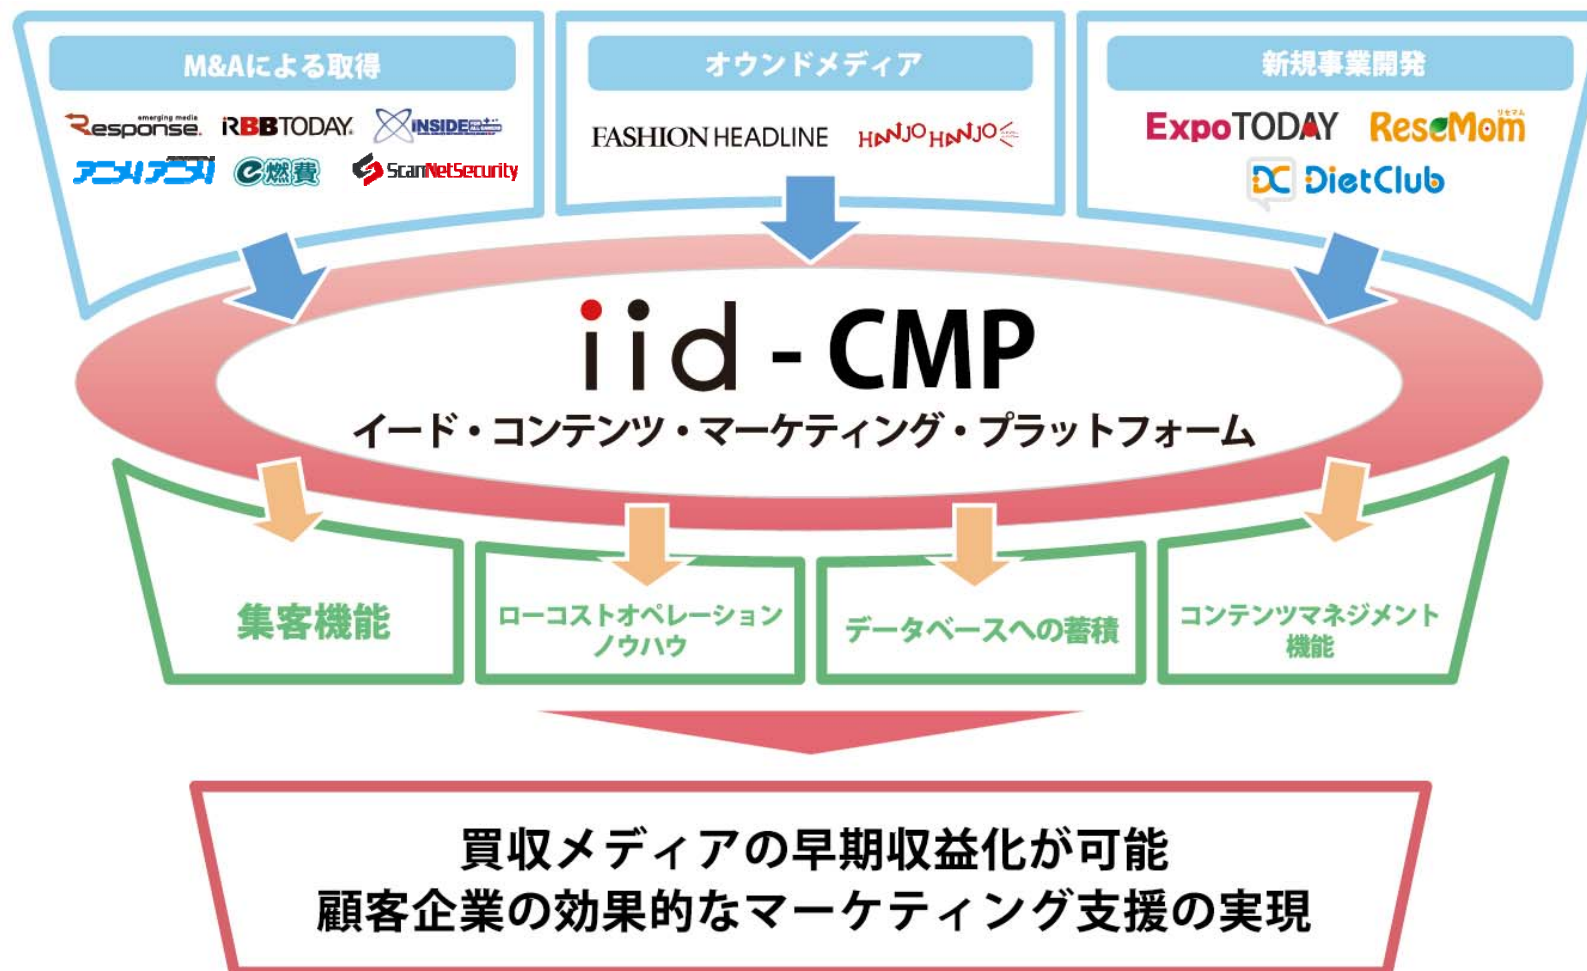 M&Aによる取得
emerging media
Response.
RBBTODAY.
INSIDE
アニメ!アニメ!
e燃費
ScanNetSecurity
オウンドメディア
FASHION HEADLINE
HANJO HANJO
新規事業開発
ExpoTODAY
リセマム
ReseMom
DC DietClub
iid - CMP
イード・コンテンツ・マーケティング・プラットフォーム
集客機能
ローコストオペレーション
ノウハウ
データベースへの蓄積
コンテンツマネジメント
機能
買収メディアの早期収益化が可能
顧客企業の効果的なマーケティング支援の実現